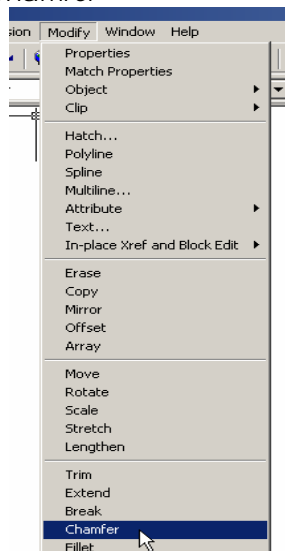 sion Modify Window Help
Properties
Match Properties
Object
Clip
Hatch...
Polyline
Spline
Multiline...
Attribute
Text...
In-place Xref and Block Edit
Erase
Copy
Mirror
Offset
Array
Move
Rotate
Scale
Stretch
Lengthen
Trim
Extend
Break
Chamfer
Fillet